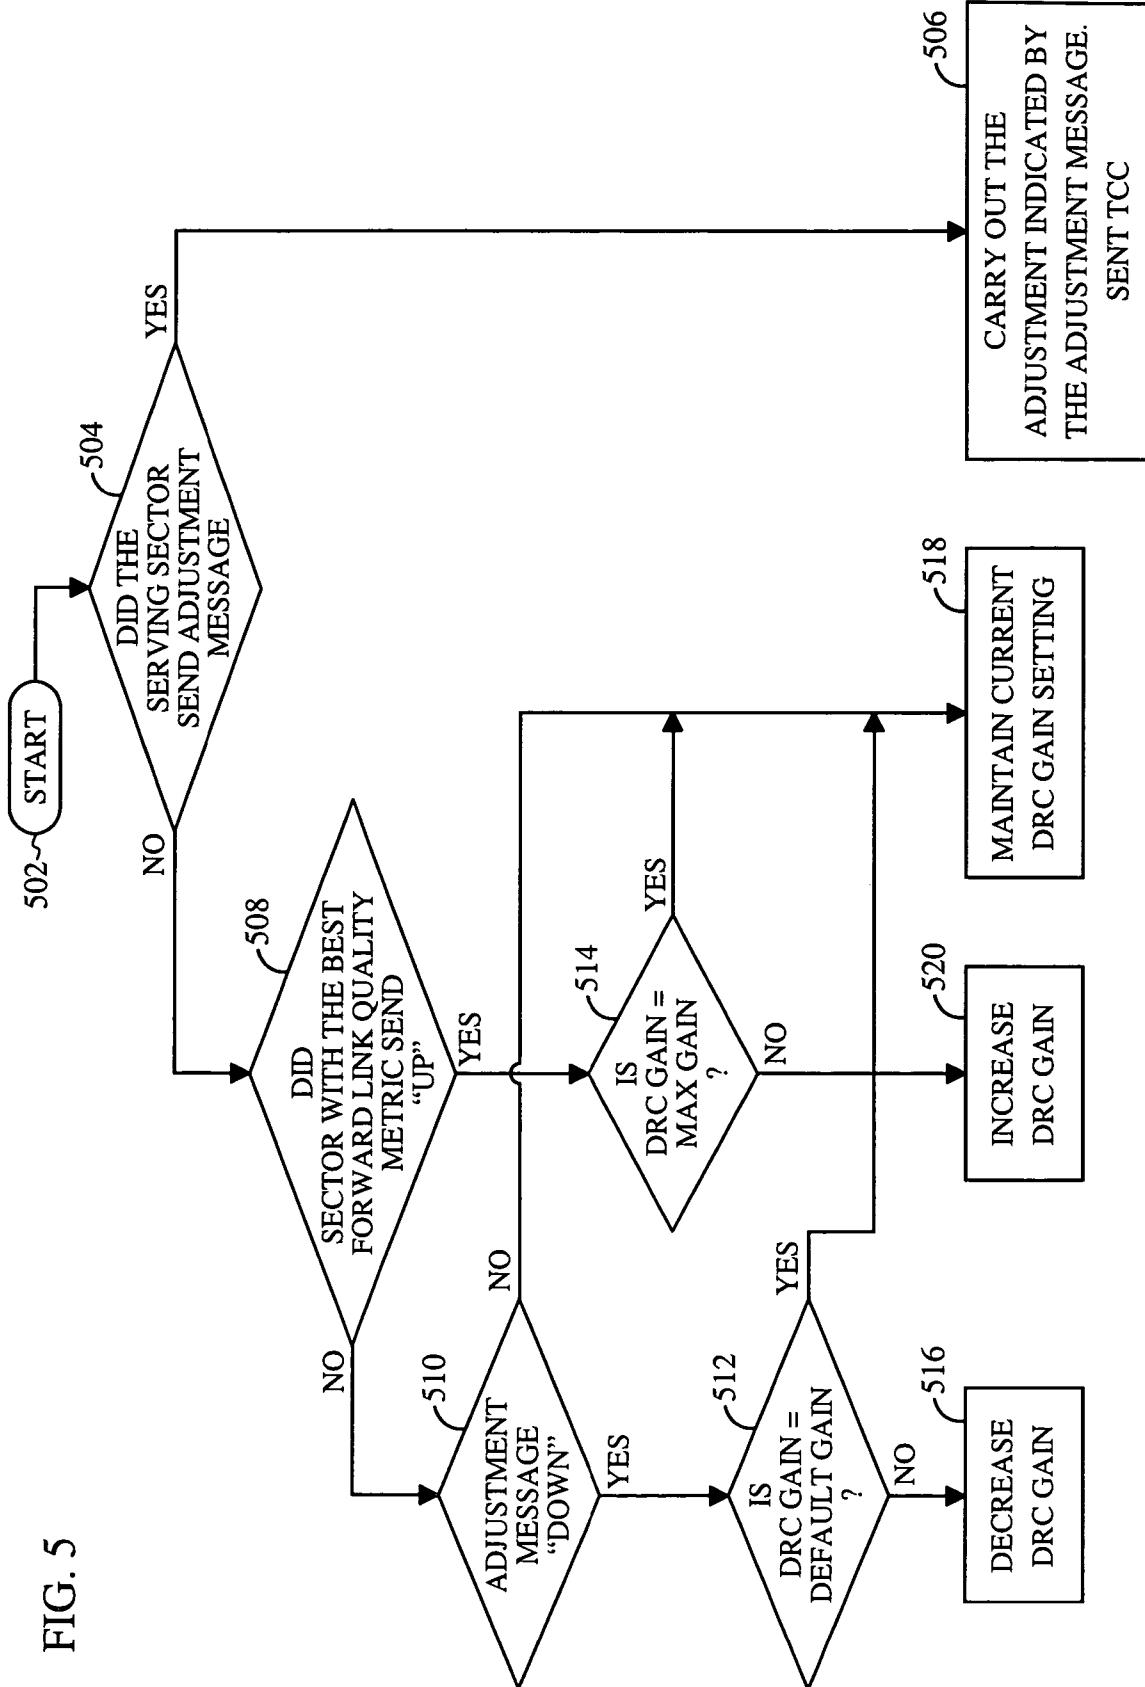 FIG. 5
502
START
504
DID THE
SERVING SECTOR
SEND ADJUSTMENT
MESSAGE
NO
YES
506
CARRY OUT THE
ADJUSTMENT INDICATED BY
THE ADJUSTMENT MESSAGE.
SENT TCC
508
DID
SECTOR WITH THE BEST
FORWARD LINK QUALITY
METRIC SEND
“UP”
NO
YES
510
ADJUSTMENT
MESSAGE
“DOWN”
NO
YES
514
IS
DRC GAIN =
MAX GAIN
?
YES
NO
512
IS
DRC GAIN =
DEFAULT GAIN
?
YES
NO
516
DECREASE
DRC GAIN
520
INCREASE
DRC GAIN
518
MAINTAIN CURRENT
DRC GAIN SETTING